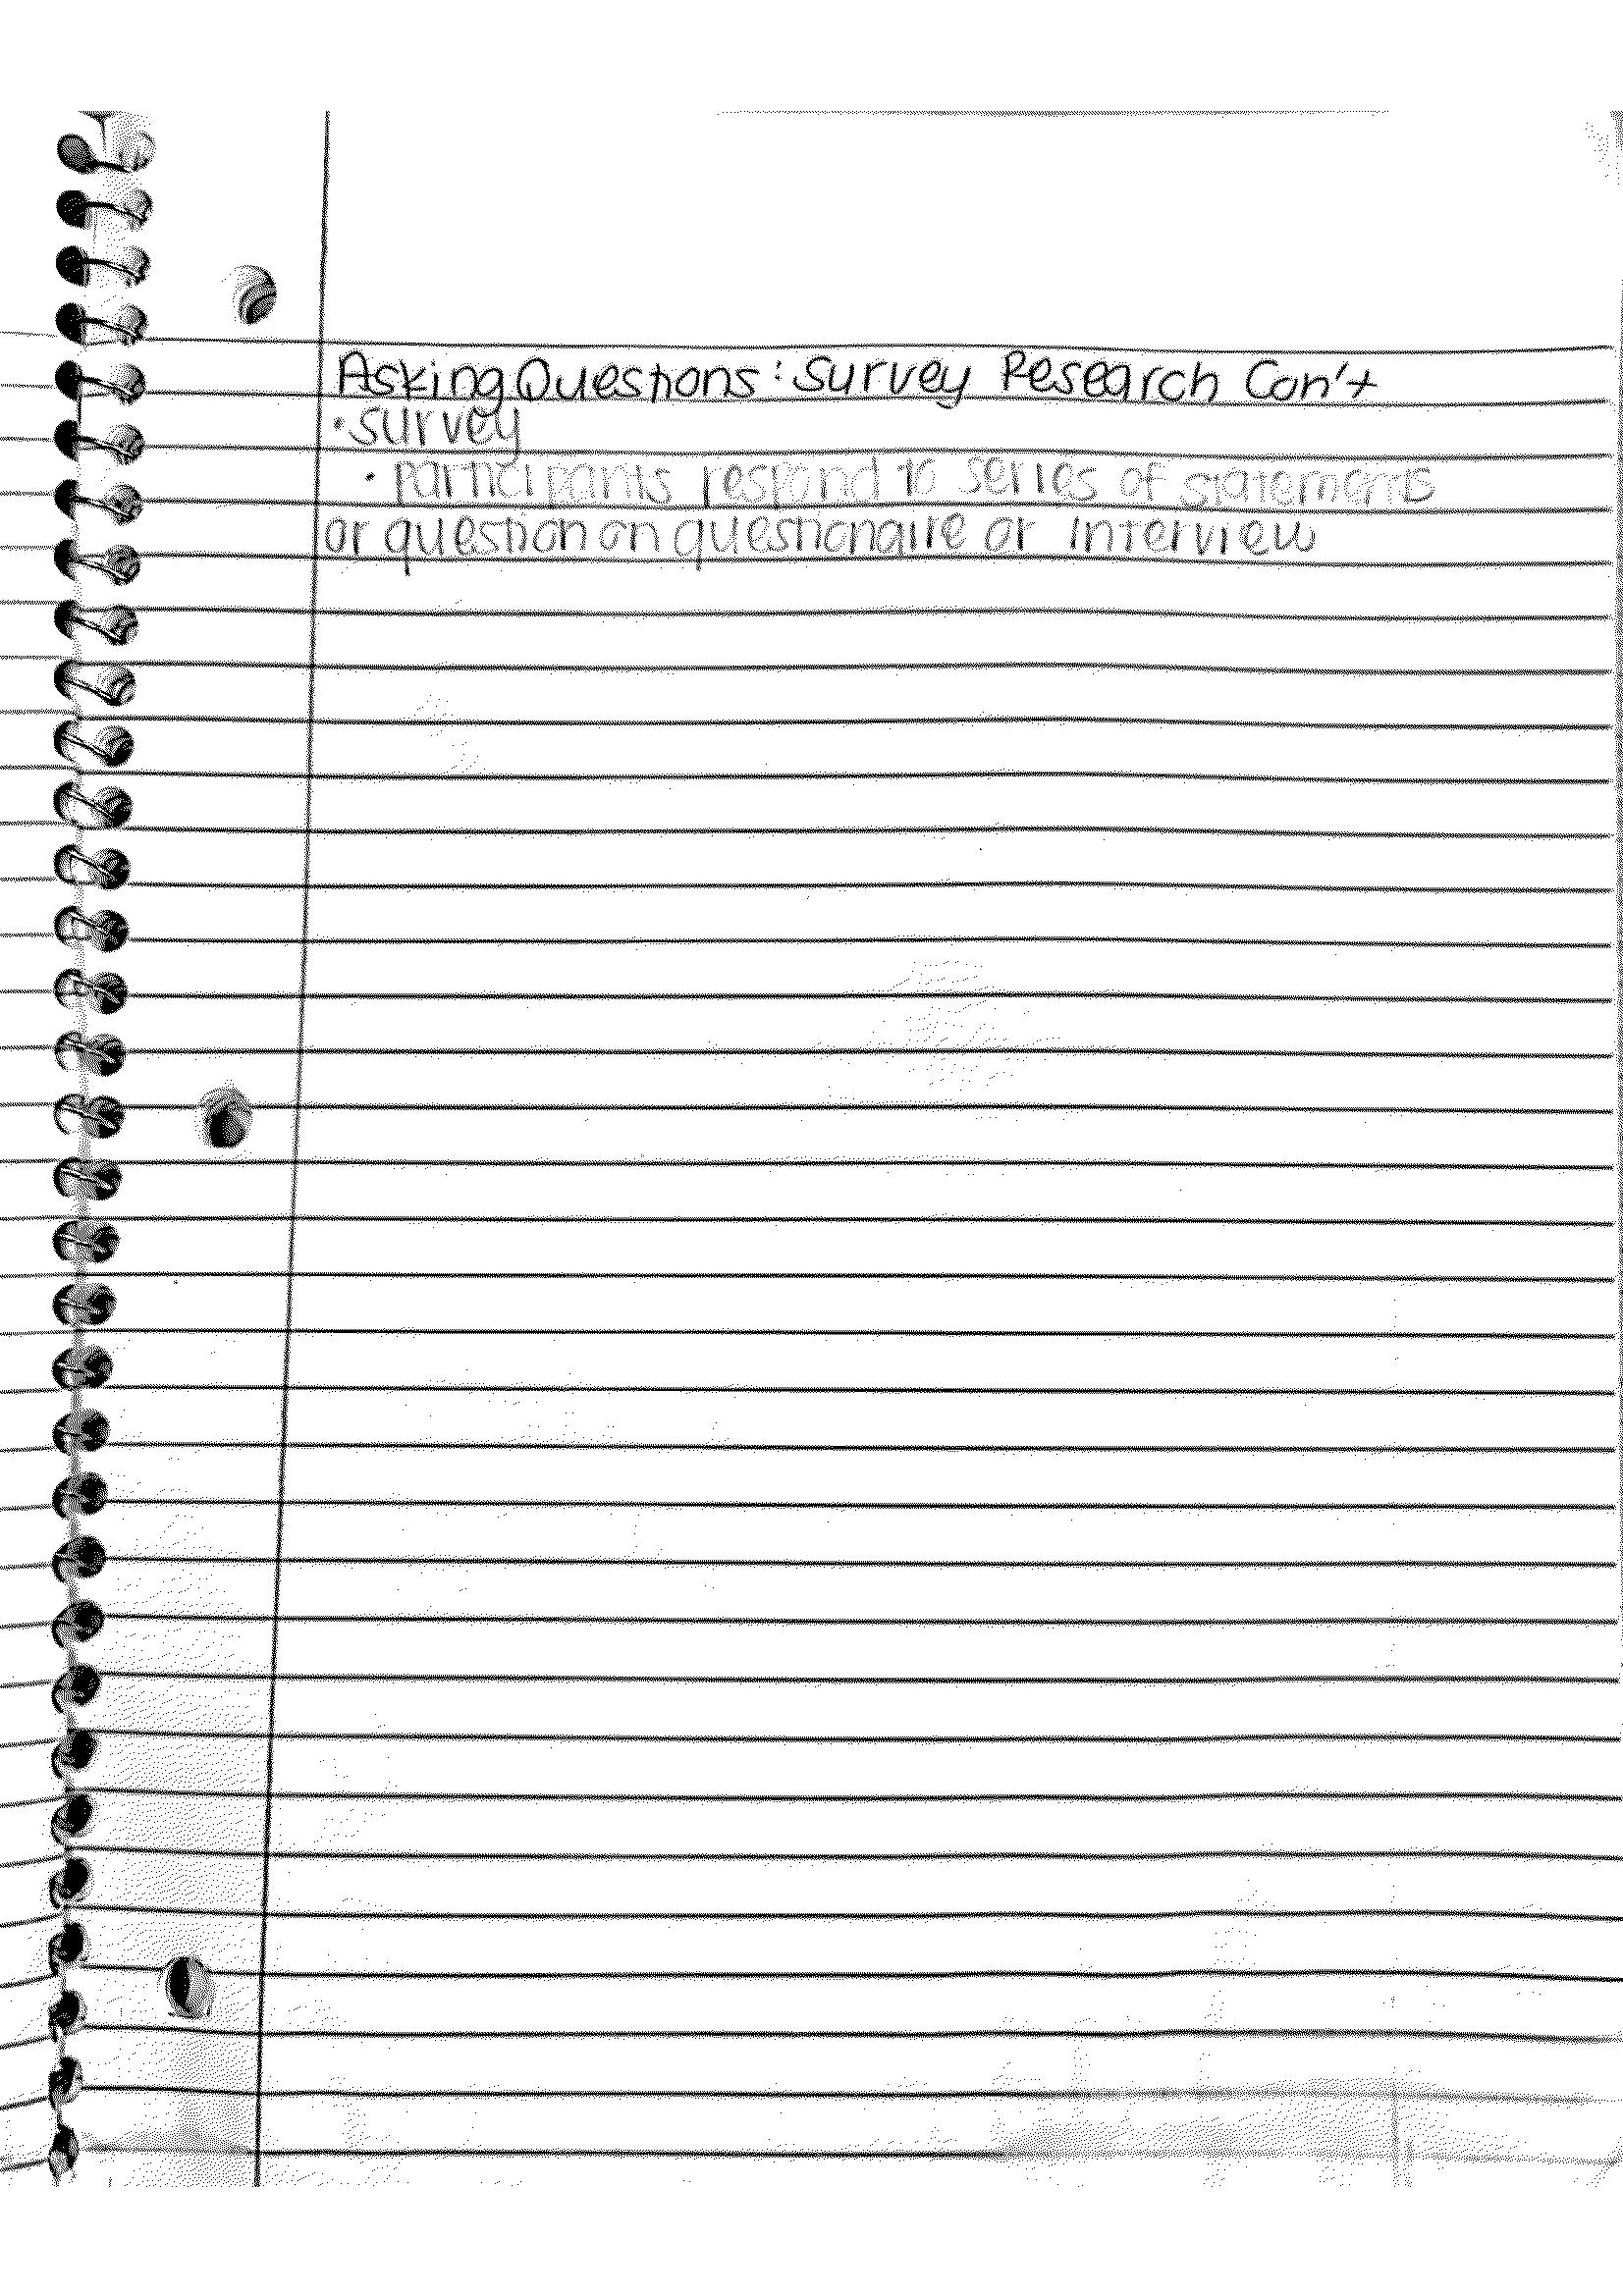 Asking Questions: Survey Research Con't
• Survey
• participants respond to series of statements
or question on questionaire or interview